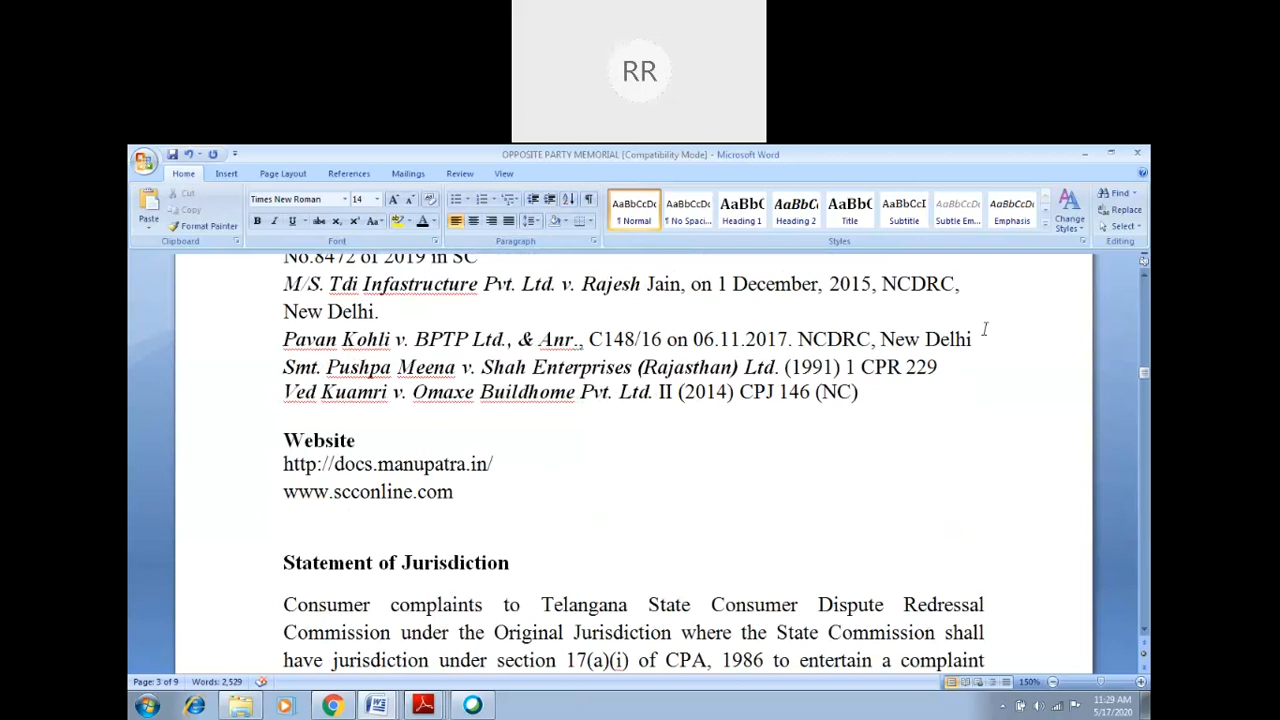 RR
OPPOSITE PARTY MEMORIAL [Compatibility Mode] - Microsoft Word
Home Insert Page Layout References Mailings Review View
Paste
Cut
Copy
Format Painter
Clipboard
Times New Roman 14
B I U abe x₂ x² Aa
Font
Paragraph
AaBbCcDc AaBbCcDc AaBbC AaBbCc AaBbC AaBbCcI AaBbCcDc AaBbCcDc
¶ Normal ¶ No Spaci... Heading 1 Heading 2 Title Subtitle Subtle Em... Emphasis
Styles
Change Styles
Find
Replace
Select
Editing
No.8472 of 2019 in SC
M/S. Tdi Infastructure Pvt. Ltd. v. Rajesh Jain, on 1 December, 2015, NCDRC,
New Delhi.
Pavan Kohli v. BPTP Ltd., & Anr., C148/16 on 06.11.2017. NCDRC, New Delhi
Smt. Pushpa Meena v. Shah Enterprises (Rajasthan) Ltd. (1991) 1 CPR 229
Ved Kuamri v. Omaxe Buildhome Pvt. Ltd. II (2014) CPJ 146 (NC)
Website
http://docs.manupatra.in/
www.scconline.com
Statement of Jurisdiction
Consumer complaints to Telangana State Consumer Dispute Redressal
Commission under the Original Jurisdiction where the State Commission shall
have jurisdiction under section 17(a)(i) of CPA, 1986 to entertain a complaint
Page: 3 of 9 Words: 2,529 150%
11:29 AM
5/17/2020